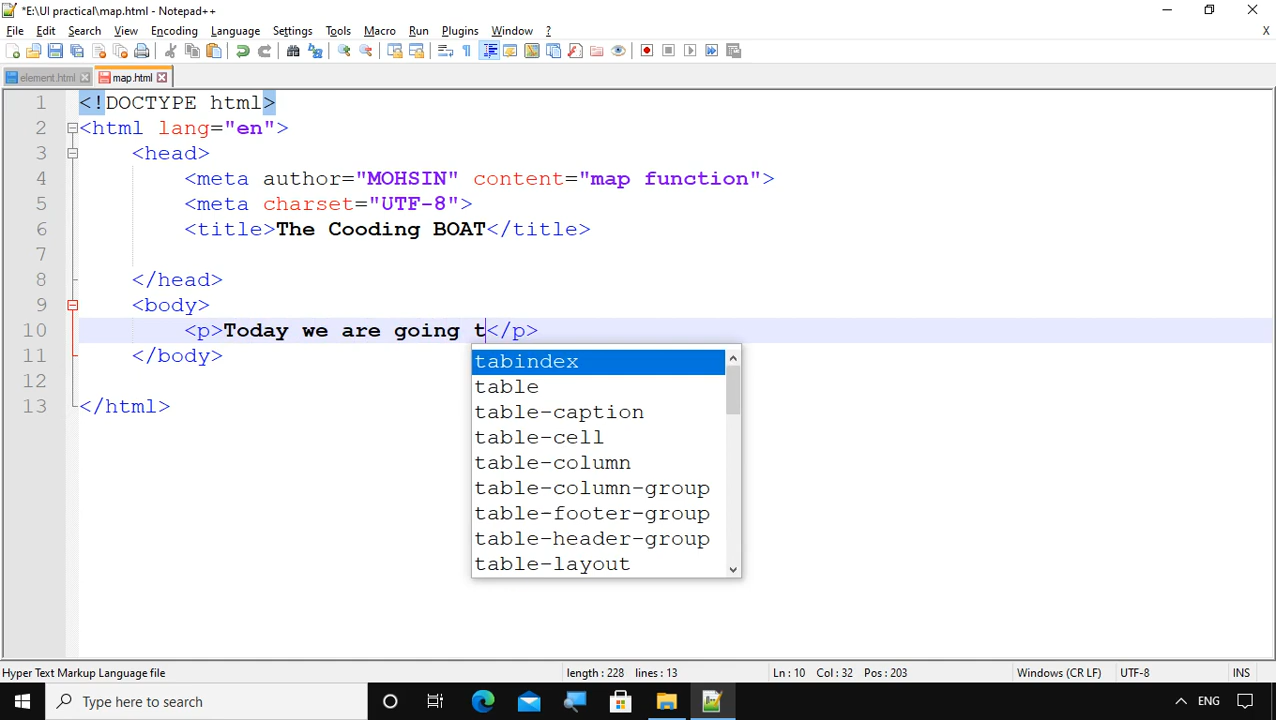 *E:\UI practical\map.html - Notepad++
File Edit Search View Encoding Language Settings Tools Macro Run Plugins Window ? X
element.html map.html
1 <!DOCTYPE html>
2 <html lang="en">
3 <head>
4 <meta author="MOHSIN" content="map function">
5 <meta charset="UTF-8">
6 <title>The Cooding BOAT</title>
7
8 </head>
9 <body>
10 <p>Today we are going t</p>
11 </body>
12
13 </html>
tabindex
table
table-caption
table-cell
table-column
table-column-group
table-footer-group
table-header-group
table-layout
Hyper Text Markup Language file length : 228 lines : 13 Ln : 10 Col : 32 Pos : 203 Windows (CR LF) UTF-8 INS
Type here to search ENG